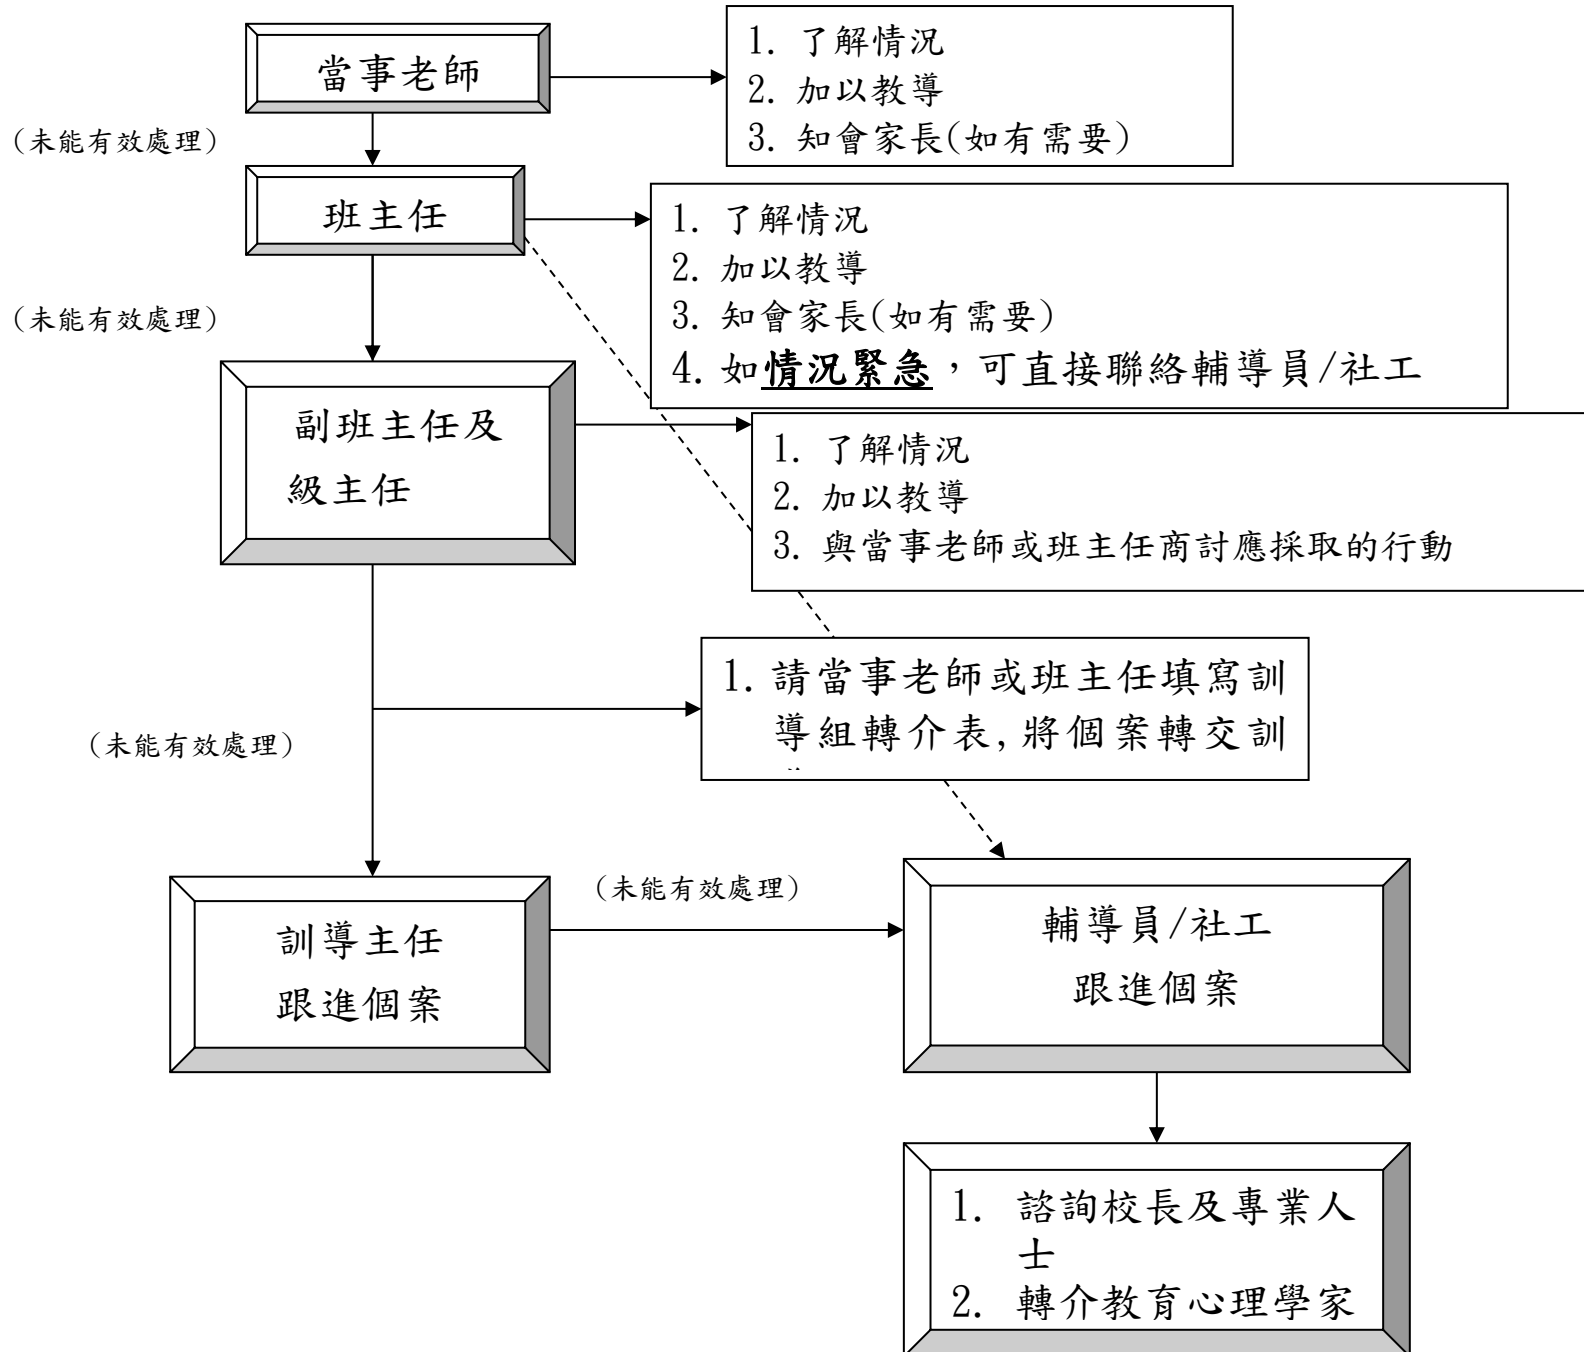 當事老師
1. 了解情況
2. 加以教導
3. 知會家長(如有需要)
(未能有效處理)
班主任
1. 了解情況
2. 加以教導
3. 知會家長(如有需要)
4. 如情況緊急，可直接聯絡輔導員/社工
(未能有效處理)
副班主任及
級主任
1. 了解情況
2. 加以教導
3. 與當事老師或班主任商討應採取的行動
1. 請當事老師或班主任填寫訓
導組轉介表,將個案轉交訓
(未能有效處理)
訓導主任
跟進個案
(未能有效處理)
輔導員/社工
跟進個案
1. 諮詢校長及專業人
士
2. 轉介教育心理學家